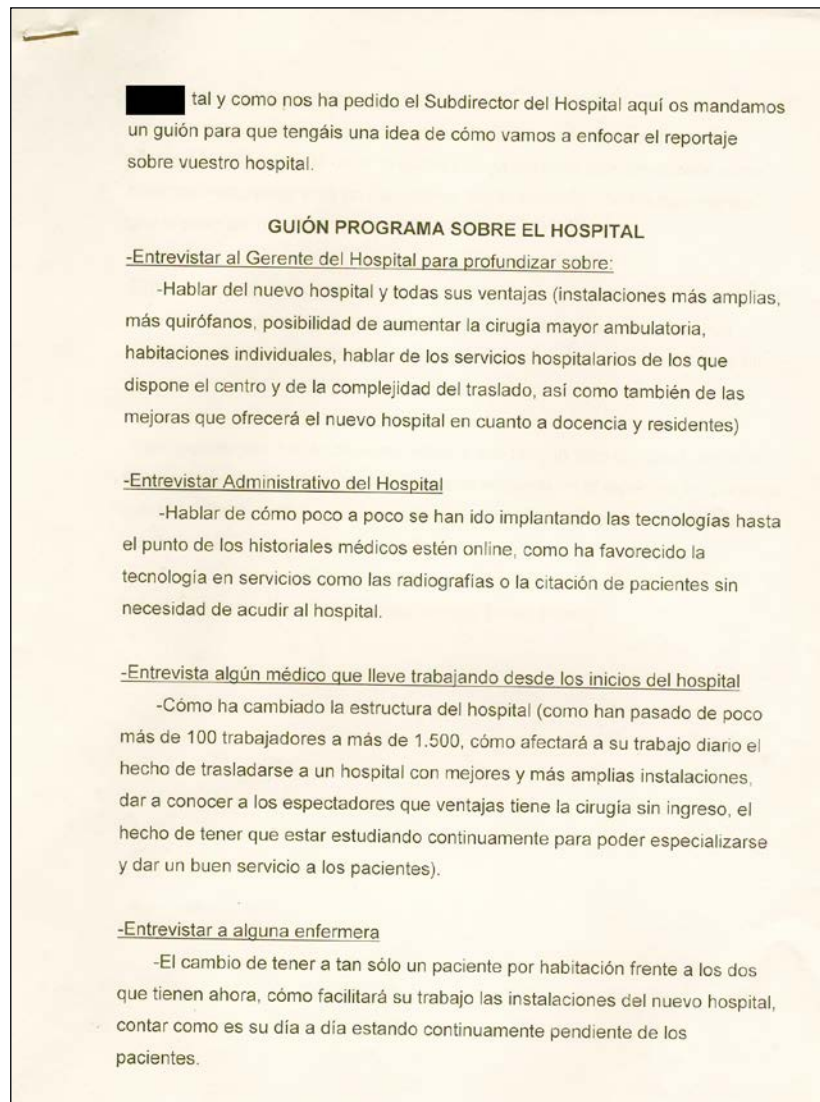 tal y como nos ha pedido el Subdirector del Hospital aquí os mandamos
un guión para que tengáis una idea de cómo vamos a enfocar el reportaje
sobre vuestro hospital.
GUIÓN PROGRAMA SOBRE EL HOSPITAL
-Entrevistar al Gerente del Hospital para profundizar sobre:
-Hablar del nuevo hospital y todas sus ventajas (instalaciones más amplias,
más quirófanos, posibilidad de aumentar la cirugía mayor ambulatoria,
habitaciones individuales, hablar de los servicios hospitalarios de los que
dispone el centro y de la complejidad del traslado, así como también de las
mejoras que ofrecerá el nuevo hospital en cuanto a docencia y residentes)
-Entrevistar Administrativo del Hospital
-Hablar de cómo poco a poco se han ido implantando las tecnologías hasta
el punto de los historiales médicos estén online, como ha favorecido la
tecnología en servicios como las radiografías o la citación de pacientes sin
necesidad de acudir al hospital.
-Entrevista algún médico que lleve trabajando desde los inicios del hospital
-Cómo ha cambiado la estructura del hospital (como han pasado de poco
más de 100 trabajadores a más de 1.500, cómo afectará a su trabajo diario el
hecho de trasladarse a un hospital con mejores y más amplias instalaciones,
dar a conocer a los espectadores que ventajas tiene la cirugía sin ingreso, el
hecho de tener que estar estudiando continuamente para poder especializarse
y dar un buen servicio a los pacientes).
-Entrevistar a alguna enfermera
-El cambio de tener a tan sólo un paciente por habitación frente a los dos
que tienen ahora, cómo facilitará su trabajo las instalaciones del nuevo hospital,
contar como es su día a día estando continuamente pendiente de los
pacientes.